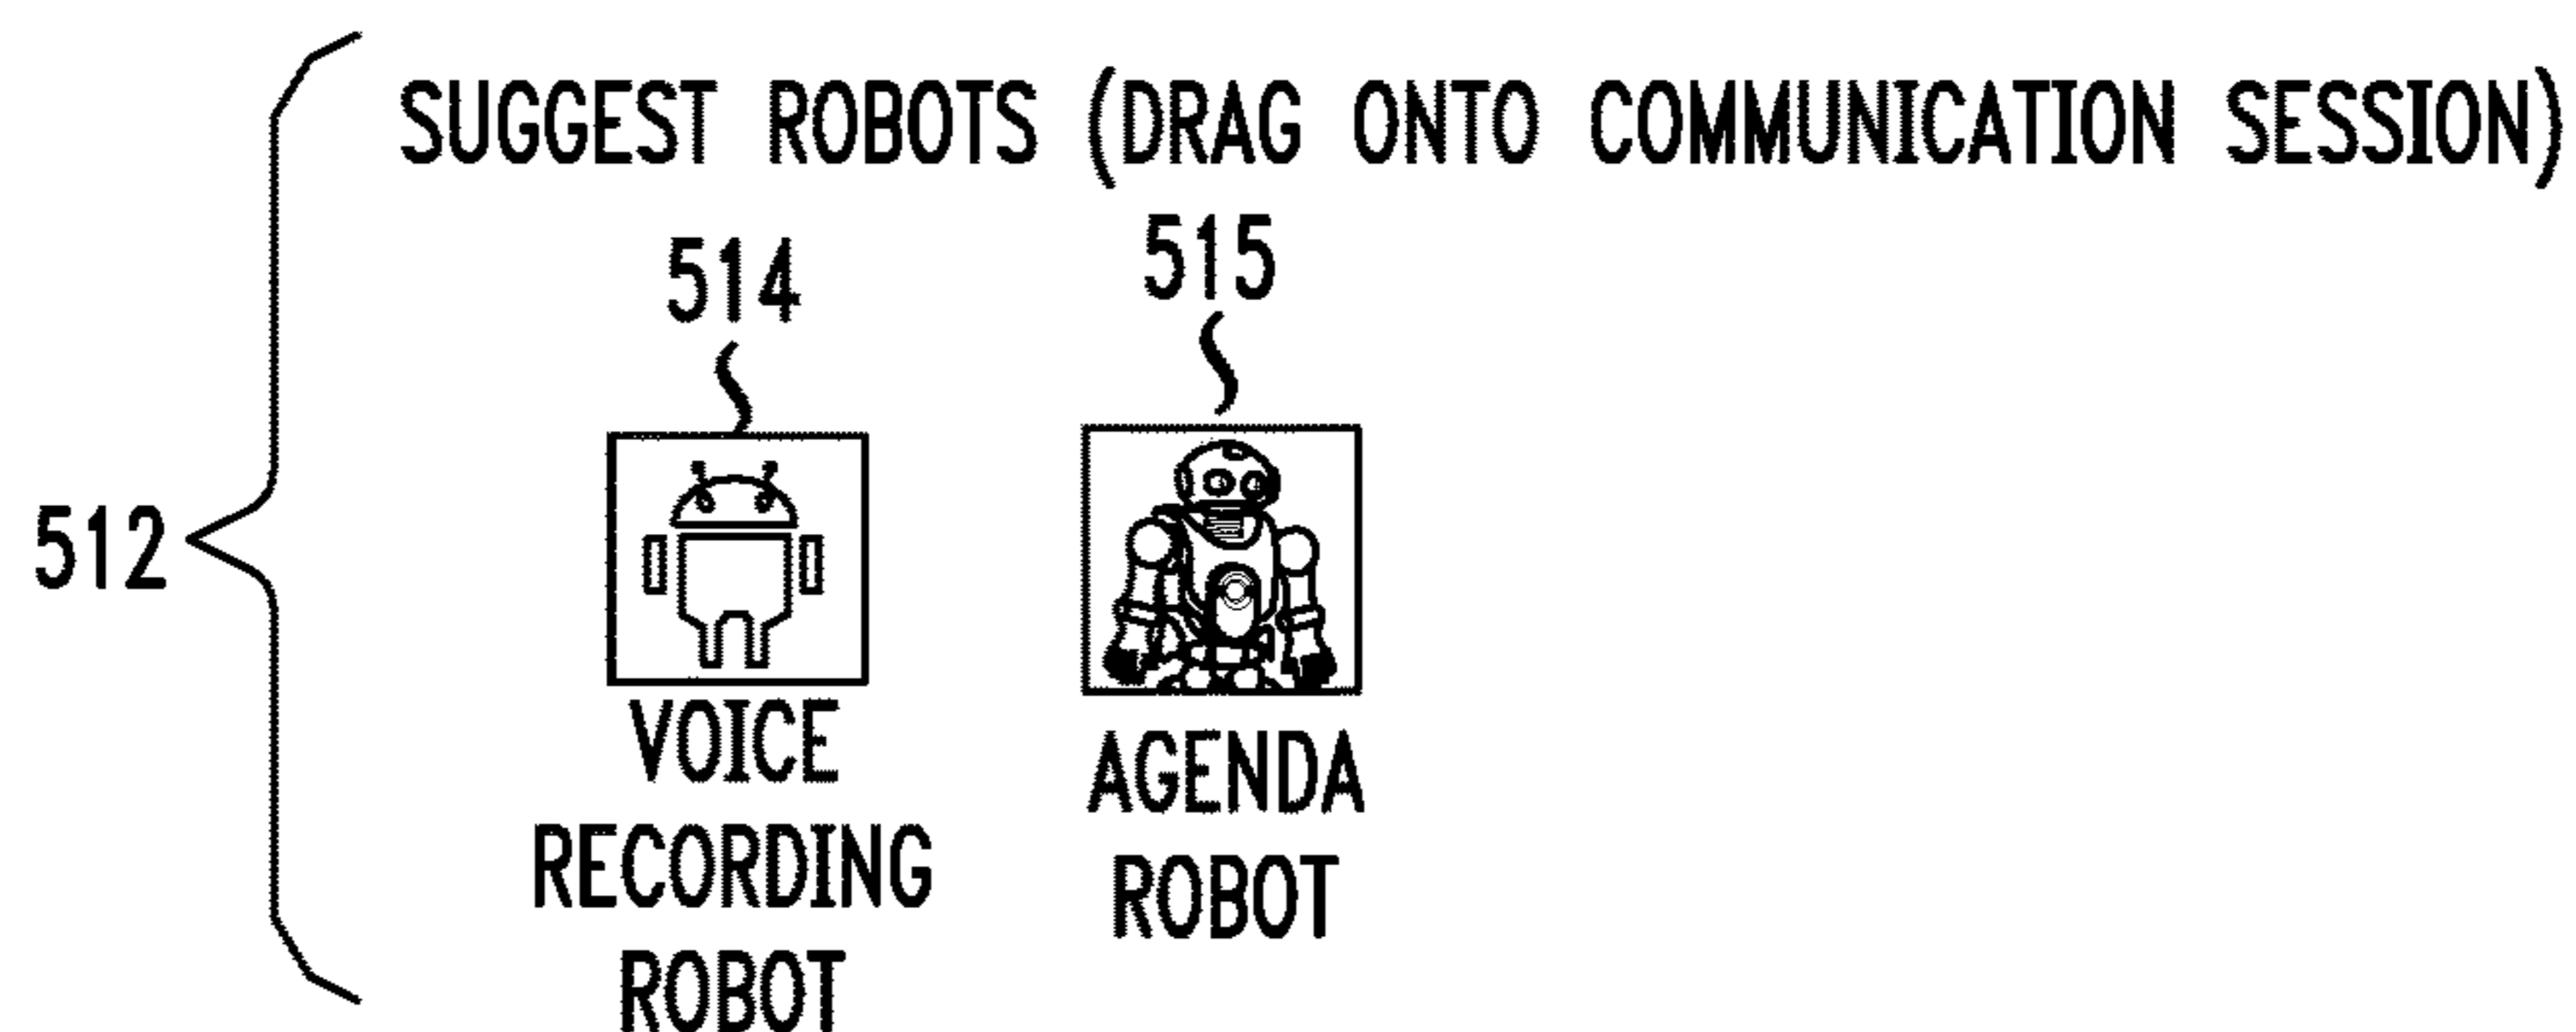 SUGGEST ROBOTS (DRAG ONTO COMMUNICATION SESSION)
514
515
512
VOICE
RECORDING
ROBOT
AGENDA
ROBOT